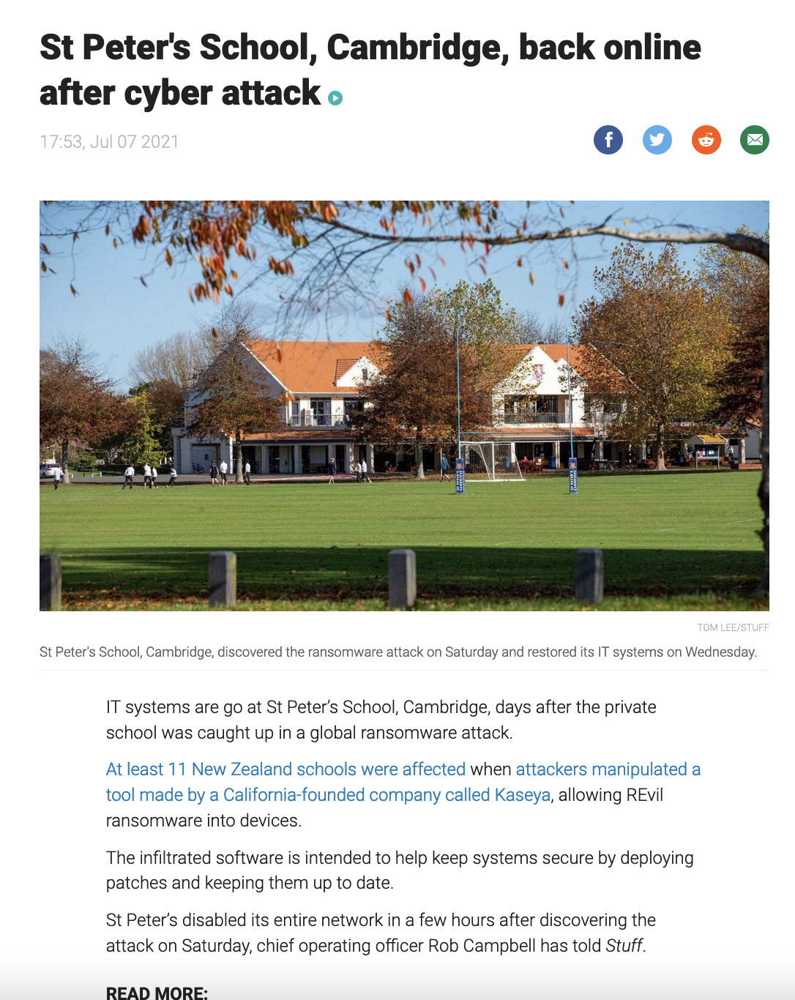 St Peter's School, Cambridge, back online
after cyber attack
17:53, Jul 07 2021
TOM LEE/STUFF
St Peter's School, Cambridge, discovered the ransomware attack on Saturday and restored its IT systems on Wednesday.
IT systems are go at St Peter’s School, Cambridge, days after the private
school was caught up in a global ransomware attack.
At least 11 New Zealand schools were affected when attackers manipulated a
tool made by a California-founded company called Kaseya, allowing REvil
ransomware into devices.
The infiltrated software is intended to help keep systems secure by deploying
patches and keeping them up to date.
St Peter’s disabled its entire network in a few hours after discovering the
attack on Saturday, chief operating officer Rob Campbell has told Stuff.
READ MORE: